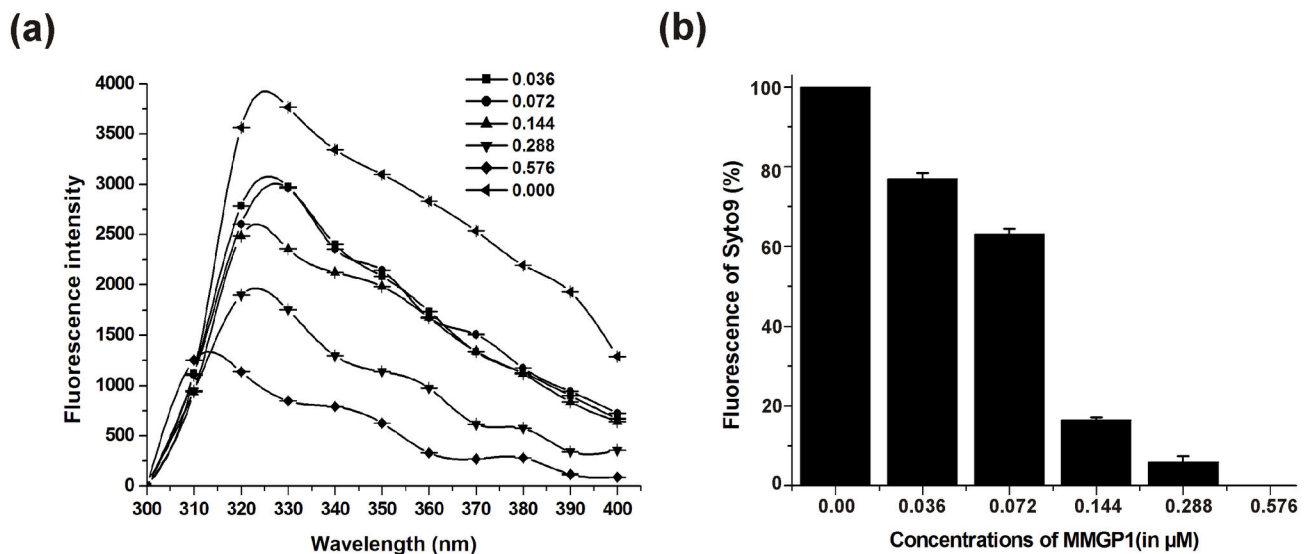 (a)
4000
3500
3000
2500
2000
1500
1000
500
0
Fluorescence intensity
0.036
0.072
0.144
0.288
0.576
0.000
300 310 320 330 340 350 360 370 380 390 400
Wavelength (nm)
(b)
100
80
60
40
20
0
Fluorescence of Syto9 (%)
0.00 0.036 0.072 0.144 0.288 0.576
Concentrations of MMGP1(in µM)